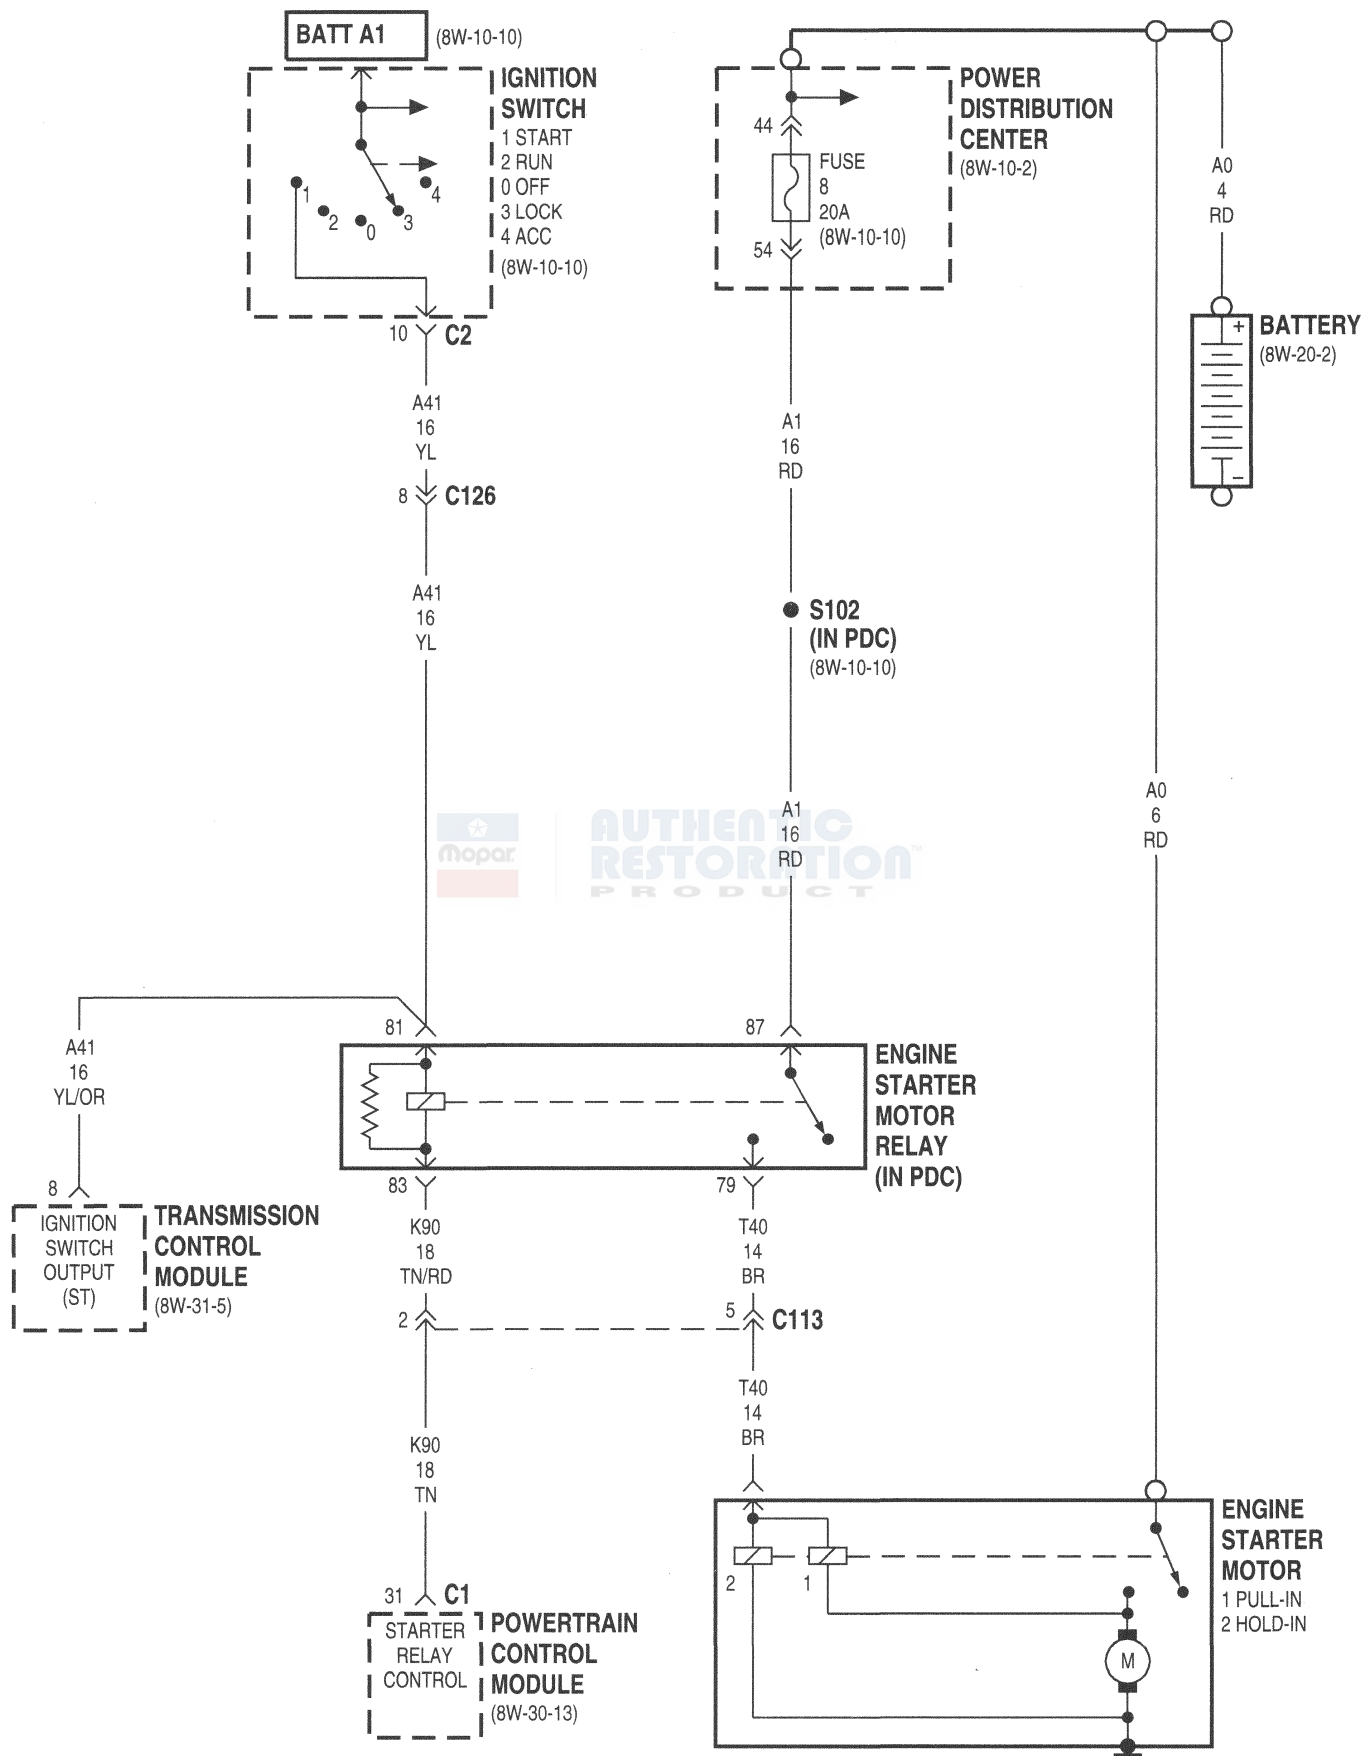 BATT A1
(8W-10-10)
IGNITION
SWITCH
1 START
2 RUN
0 OFF
3 LOCK
4 ACC
(8W-10-10)
1
2
0
3
4
10
C2
A41
16
YL
8
C126
A41
16
YL
POWER
DISTRIBUTION
CENTER
(8W-10-2)
44
FUSE
8
20A
(8W-10-10)
54
A1
16
RD
S102
(IN PDC)
(8W-10-10)
A1
16
RD
A0
4
RD
+
-
BATTERY
(8W-20-2)
A0
6
RD
Mopar
AUTHENTIC
RESTORATION™
PRODUCT
81
87
A41
16
YL/OR
ENGINE
STARTER
MOTOR
RELAY
(IN PDC)
83
79
8
IGNITION
SWITCH
OUTPUT
(ST)
TRANSMISSION
CONTROL
MODULE
(8W-31-5)
K90
18
TN/RD
T40
14
BR
2
5
C113
K90
18
TN
T40
14
BR
31
C1
STARTER
RELAY
CONTROL
POWERTRAIN
CONTROL
MODULE
(8W-30-13)
2
1
M
ENGINE
STARTER
MOTOR
1 PULL-IN
2 HOLD-IN